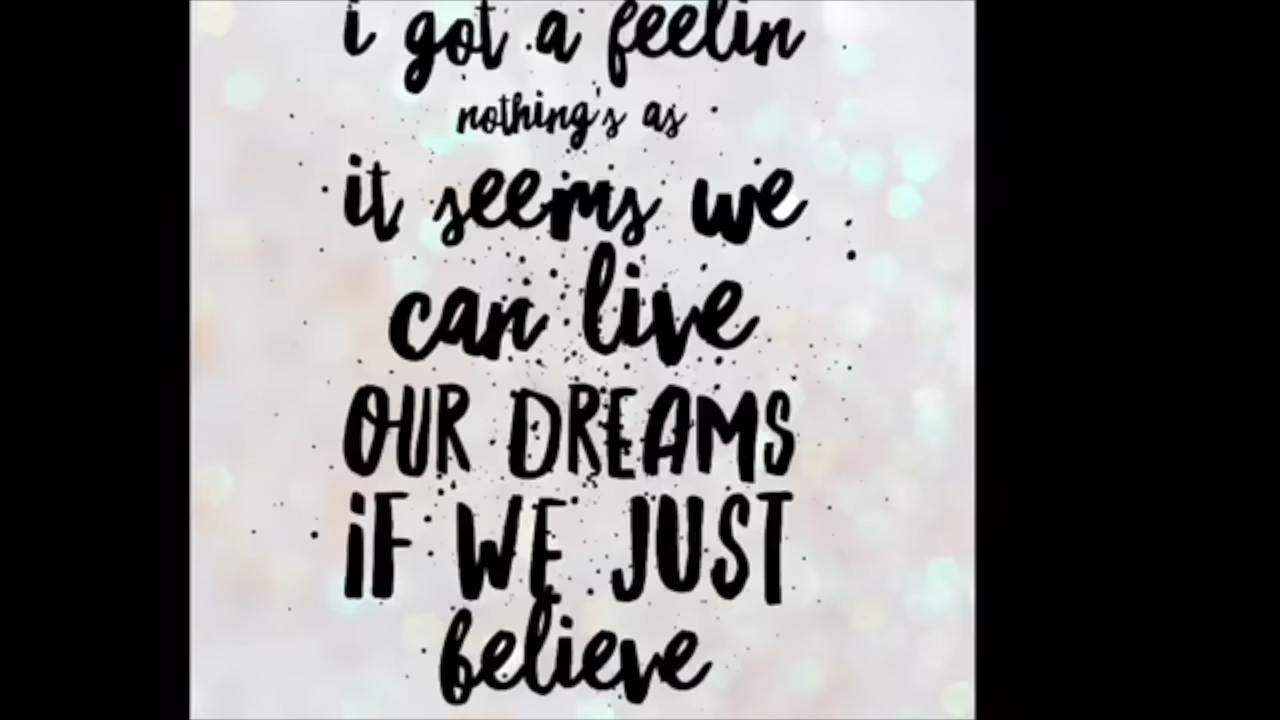 i got a feelin
nothing's as
it seems we
can live
OUR DREAMS
iF WE JUST
believe